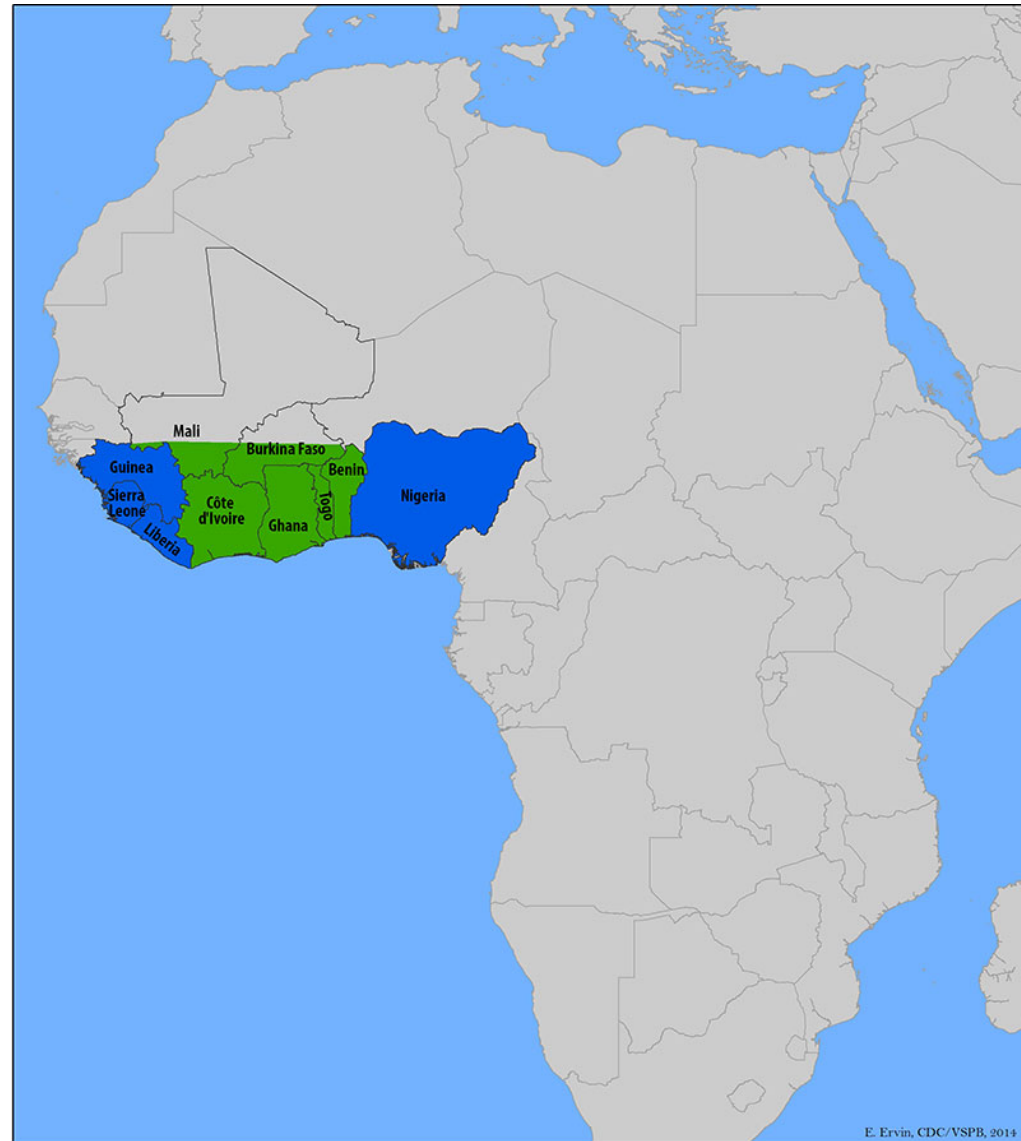 Mali
Burkina Faso
Guinea
Benin
Sierra
Leone
Côte
d'Ivoire
Togo
Nigeria
Ghana
Liberia
E. Ervin, CDC/VSPB, 2014